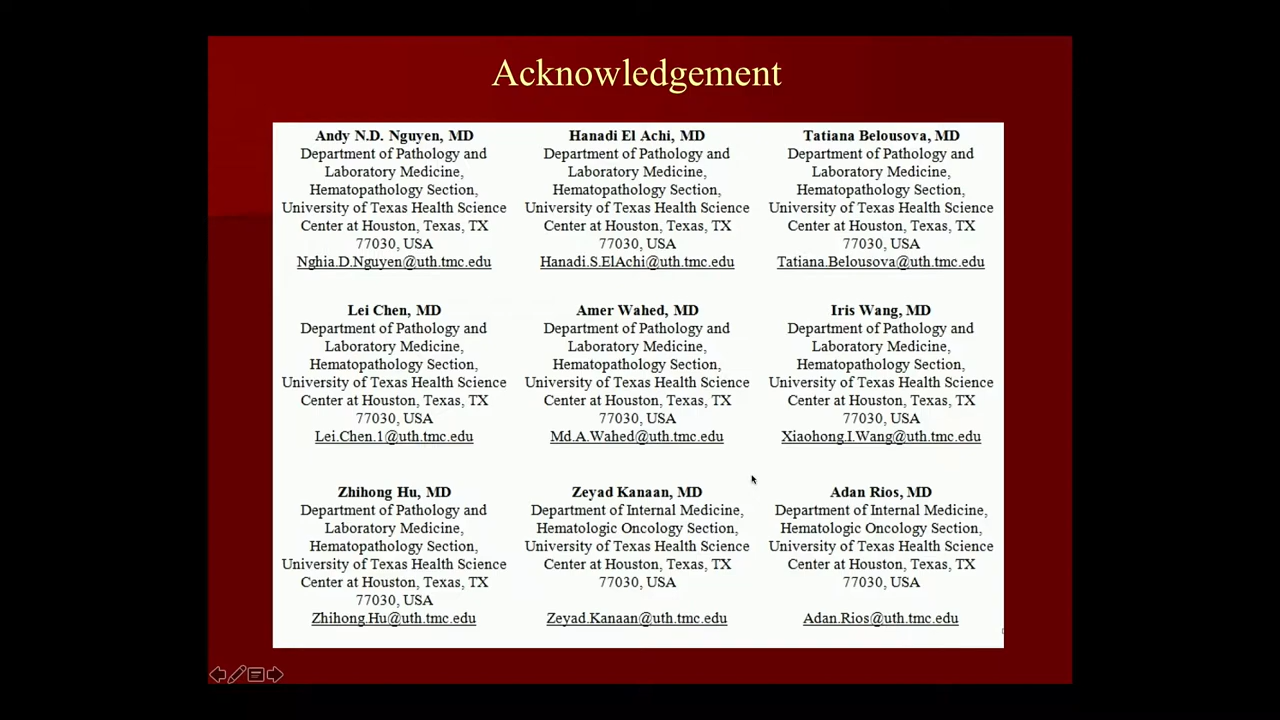 Acknowledgement
Andy N.D. Nguyen, MD
Department of Pathology and
Laboratory Medicine,
Hematopathology Section,
University of Texas Health Science
Center at Houston, Texas, TX
77030, USA
Nghia.D.Nguyen@uth.tmc.edu
Hanadi El Achi, MD
Department of Pathology and
Laboratory Medicine,
Hematopathology Section,
University of Texas Health Science
Center at Houston, Texas, TX
77030, USA
Hanadi.S.ElAchi@uth.tmc.edu
Tatiana Belousova, MD
Department of Pathology and
Laboratory Medicine,
Hematopathology Section,
University of Texas Health Science
Center at Houston, Texas, TX
77030, USA
Tatiana.Belousova@uth.tmc.edu
Lei Chen, MD
Department of Pathology and
Laboratory Medicine,
Hematopathology Section,
University of Texas Health Science
Center at Houston, Texas, TX
77030, USA
Lei.Chen.1@uth.tmc.edu
Amer Wahed, MD
Department of Pathology and
Laboratory Medicine,
Hematopathology Section,
University of Texas Health Science
Center at Houston, Texas, TX
77030, USA
Md.A.Wahed@uth.tmc.edu
Iris Wang, MD
Department of Pathology and
Laboratory Medicine,
Hematopathology Section,
University of Texas Health Science
Center at Houston, Texas, TX
77030, USA
Xiaohong.I.Wang@uth.tmc.edu
Zhihong Hu, MD
Department of Pathology and
Laboratory Medicine,
Hematopathology Section,
University of Texas Health Science
Center at Houston, Texas, TX
77030, USA
Zhihong.Hu@uth.tmc.edu
Zeyad Kanaan, MD
Department of Internal Medicine,
Hematologic Oncology Section,
University of Texas Health Science
Center at Houston, Texas, TX
77030, USA
Zeyad.Kanaan@uth.tmc.edu
Adan Rios, MD
Department of Internal Medicine,
Hematologic Oncology Section,
University of Texas Health Science
Center at Houston, Texas, TX
77030, USA
Adan.Rios@uth.tmc.edu